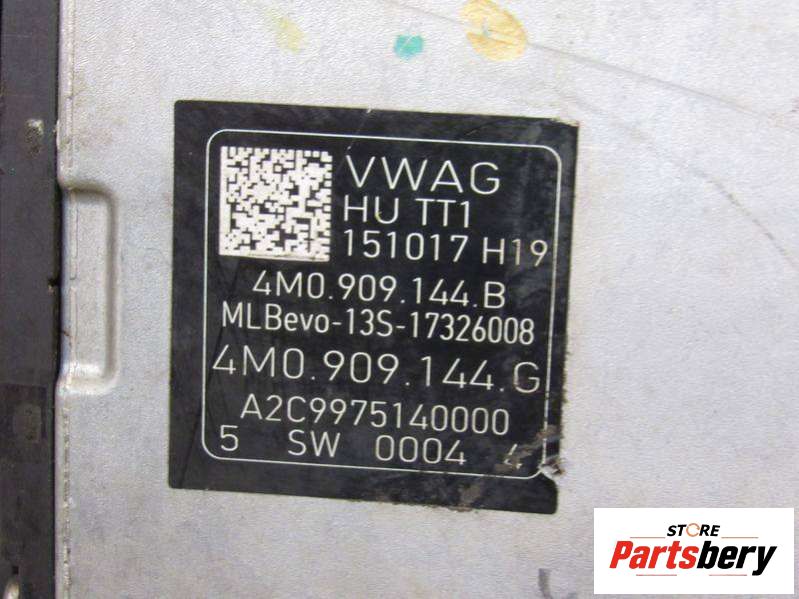 VWAG
HU TT1
151017 H19
4M0.909.144.B
MLBevo-13S-17326008
4M0.909.144.G
A2C9975140000
5 SW 0004 4
STORE
Partsbery